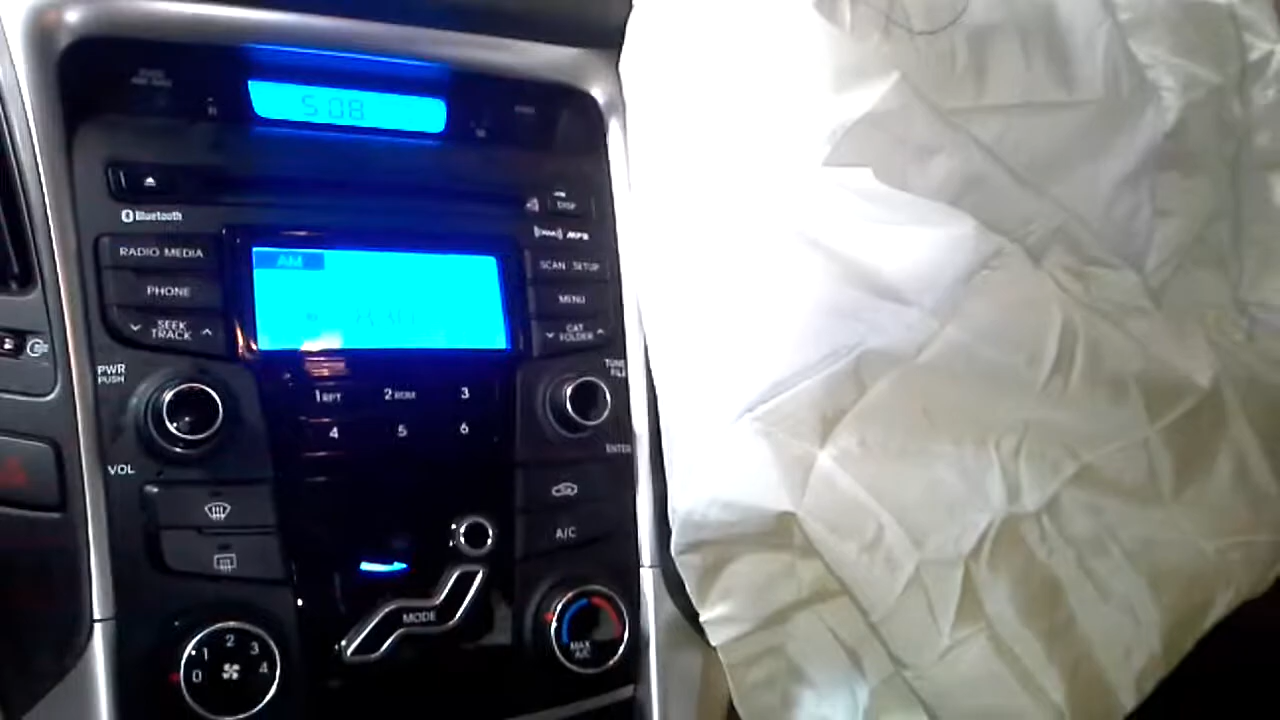 5:08
Bluetooth
DISP
RADIO MEDIA
AM
SCAN SETUP
PHONE
MENU
SEEK
TRACK
CAT
FOLDER
PWR
PUSH
TUNE
FILE
1 RPT 2 RDM 3
4 5 6
VOL
ENTER
A/C
MODE
MAX
A/C
0 1 2 3 4